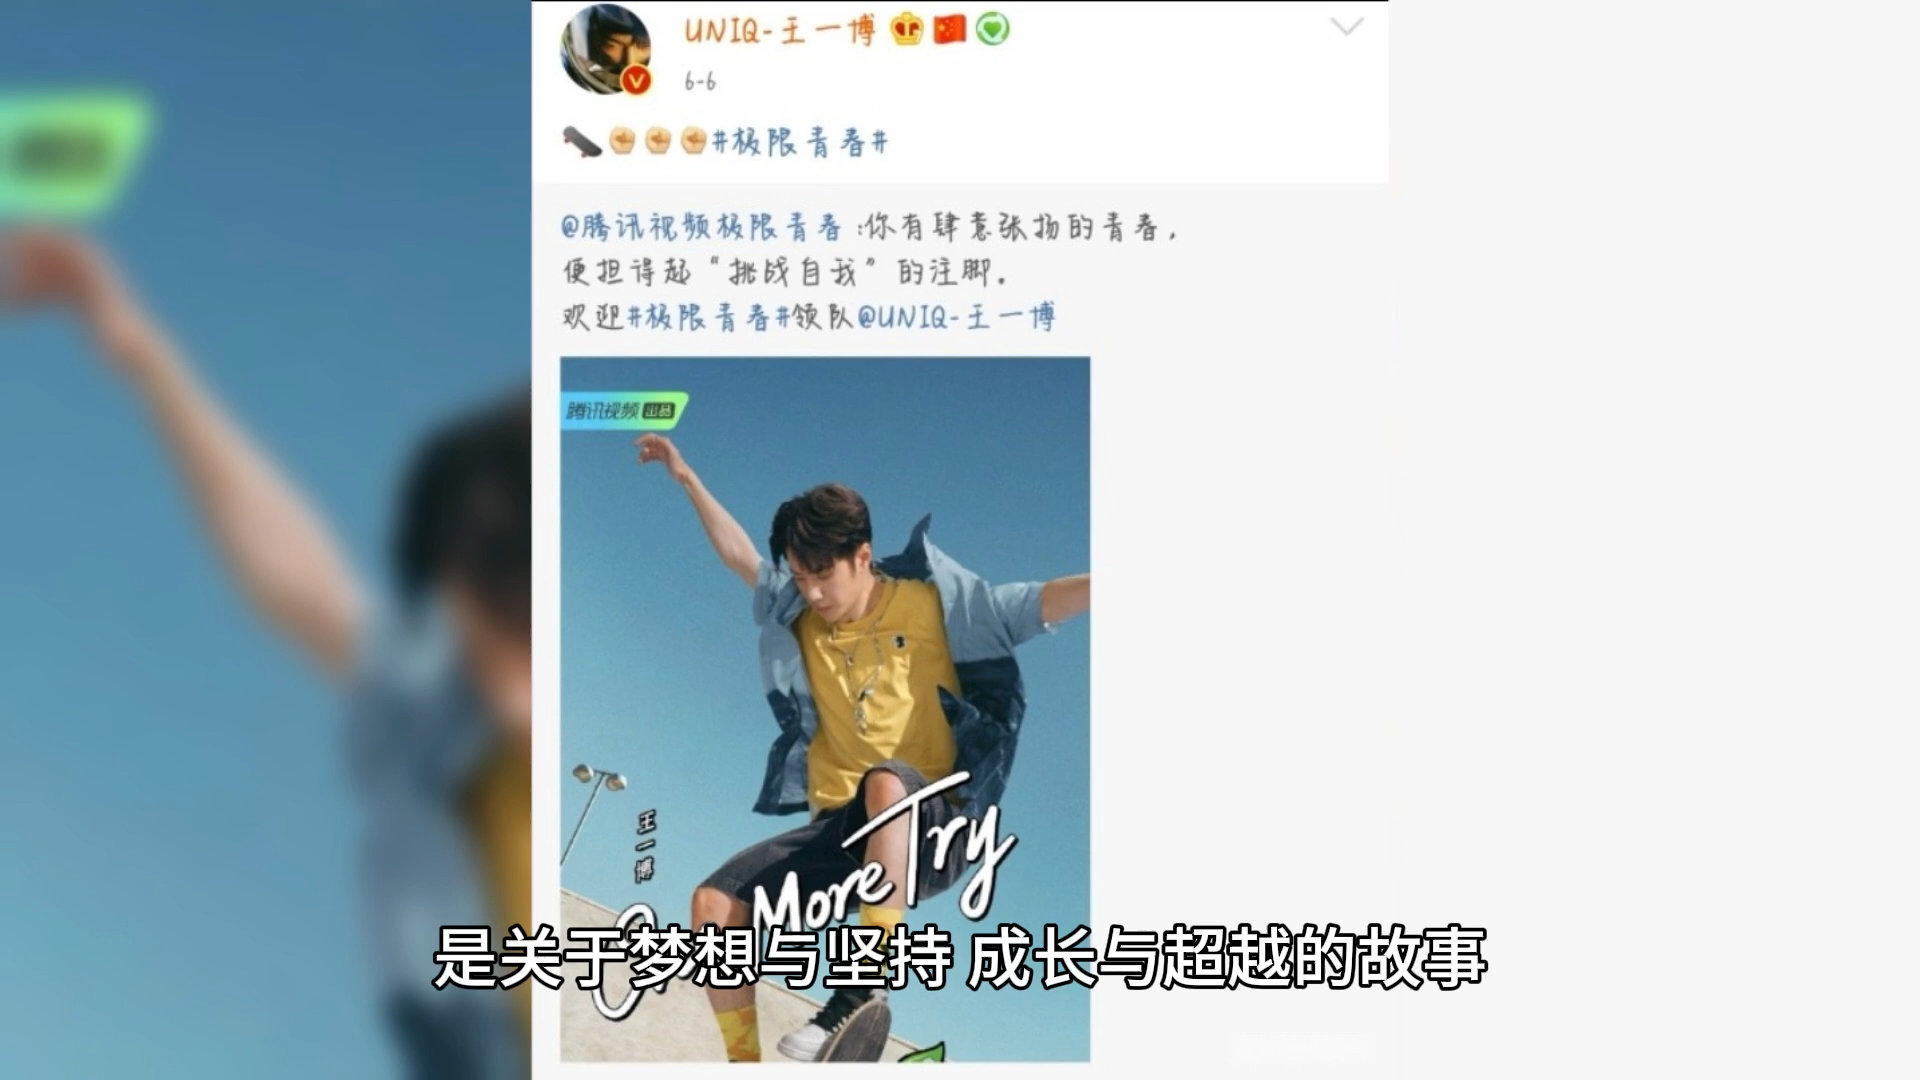 UNIQ-王一博
6-6
#极限青春#
@腾讯视频极限青春:你有肆意张扬的青春,
便担得起“挑战自我”的注脚。
欢迎#极限青春#领队@UNIQ-王一博
腾讯视频 出品
王一博
More Try
是关于梦想与坚持 成长与超越的故事